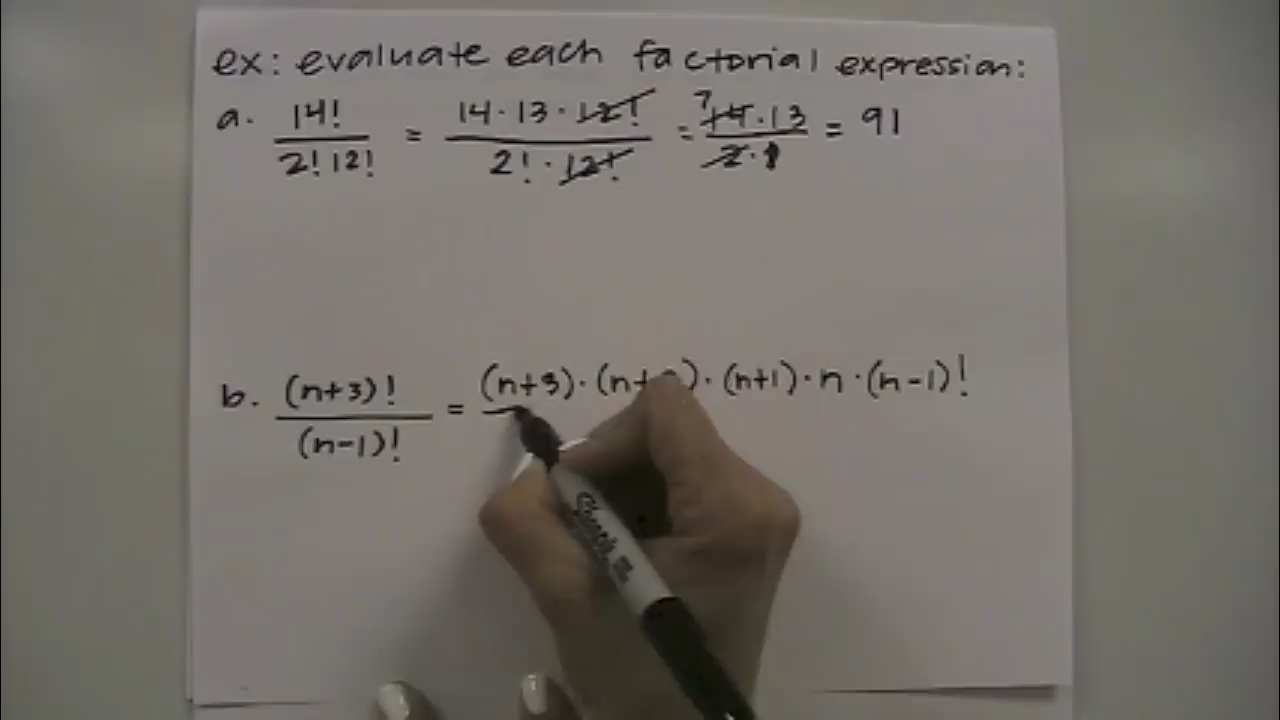 ex: evaluate each factorial expression:
a. 14! / 2! 12! = 14 · 13 · 12! / 2! · 12! = 7 14 · 13 / 2 · 1 = 91
b. (n+3)! / (n-1)! = (n+3) · (n+ ) · (n+1) · n · (n-1)!
Sharpie